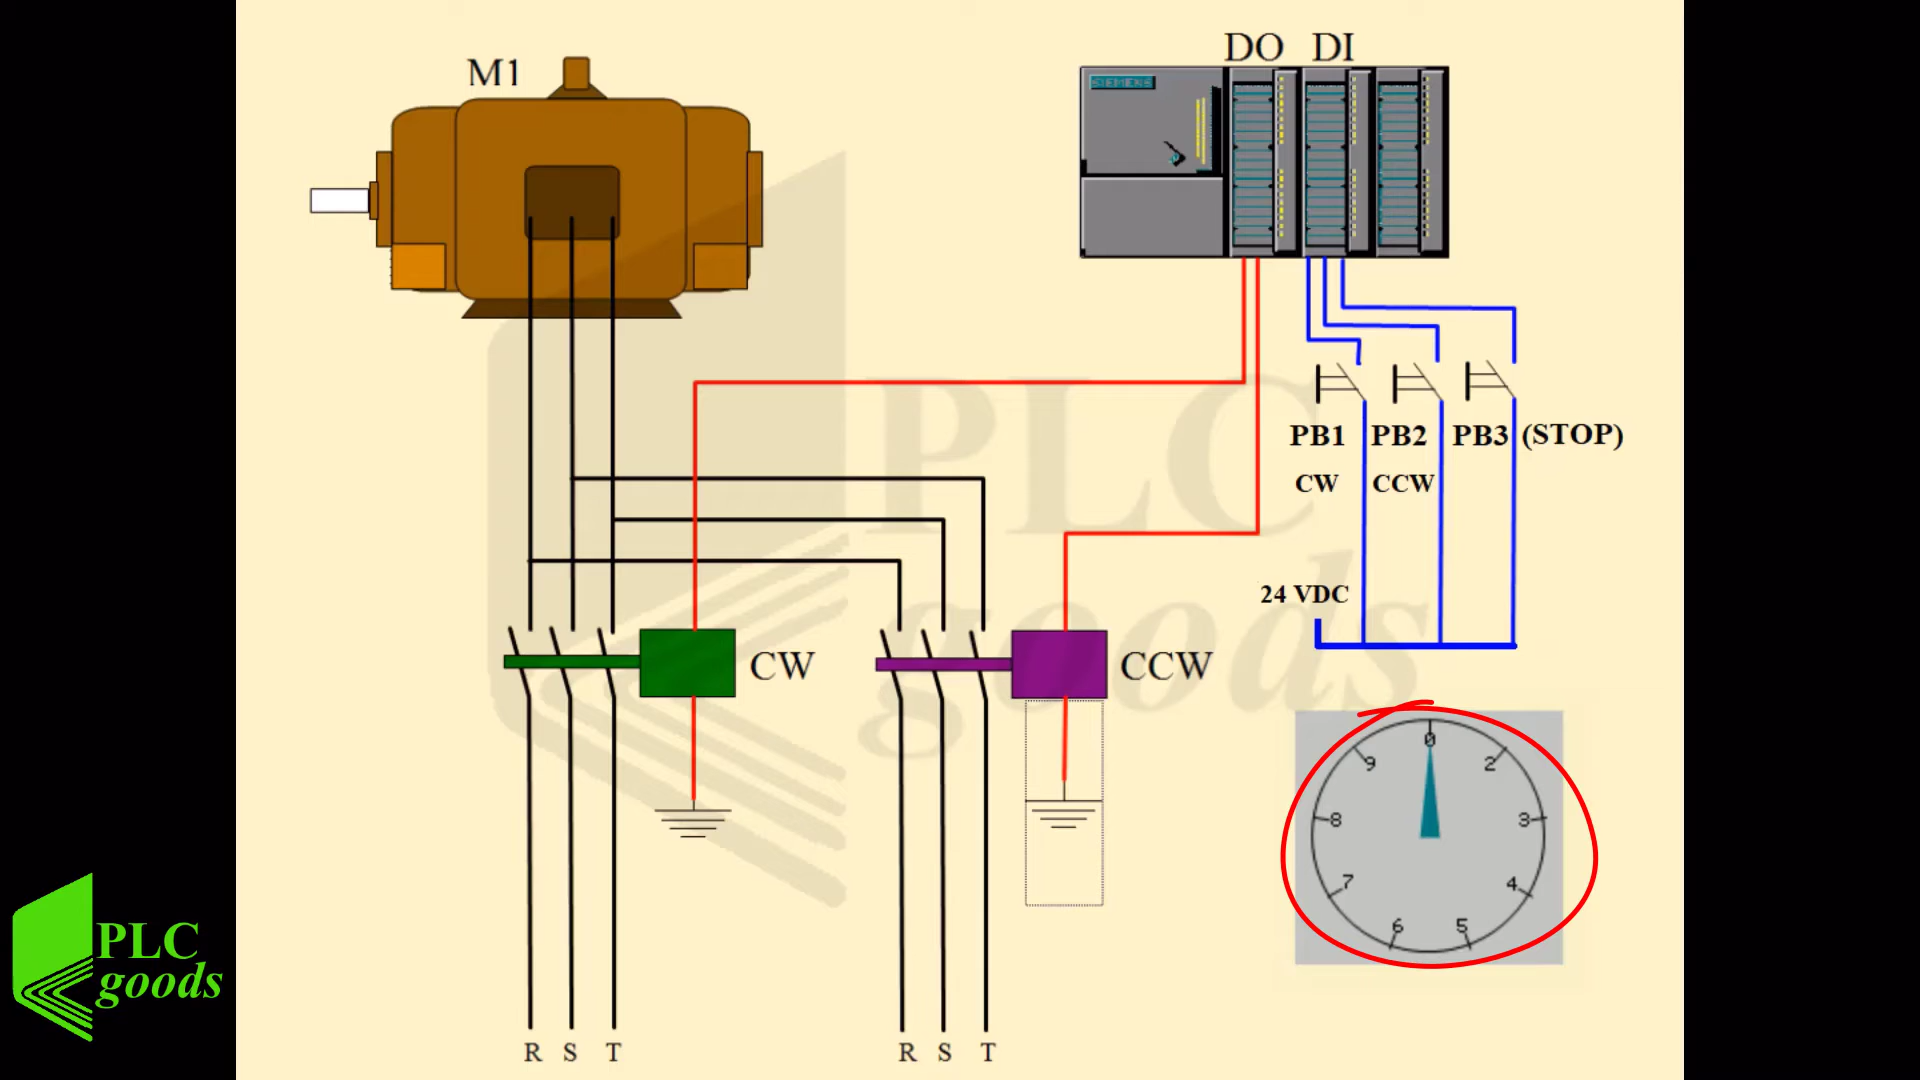 M1
DO DI
SIEMENS
PLC
goods
PB1 PB2 PB3 (STOP)
CW CCW
24 VDC
CW
CCW
0
2
3
4
5
6
7
8
9
PLC
goods
R S T
R S T